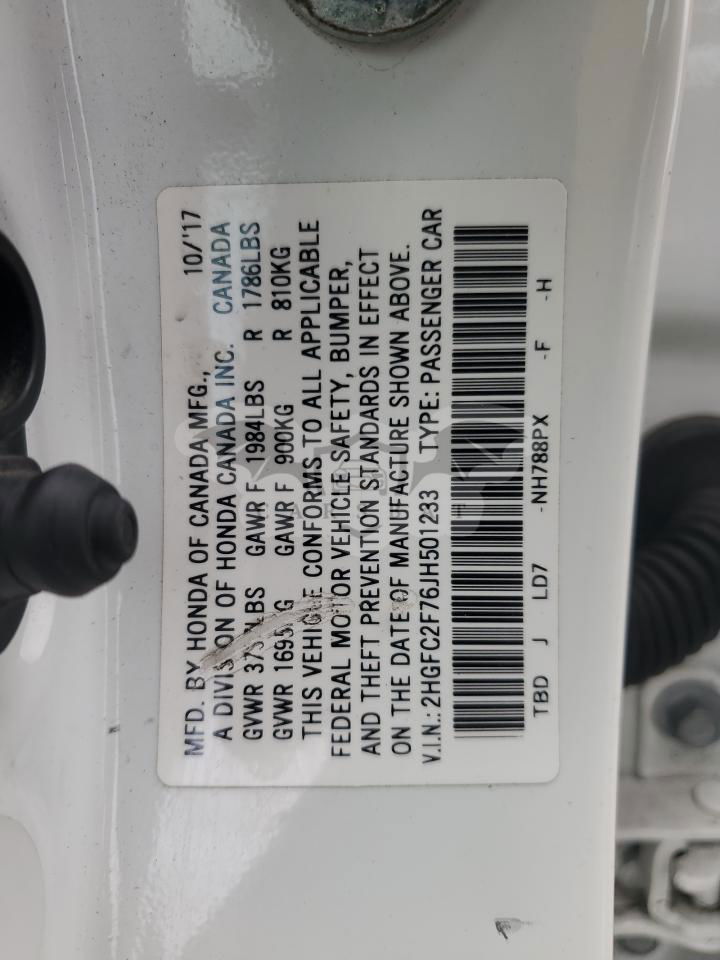 MFD. BY HONDA OF CANADA MFG., 10/'17
A DIVISION OF HONDA CANADA INC. CANADA
GVWR GAWR F 1984LBS R 1786LBS
GVWR GAWR F 900KG R 810KG
THIS VEHICLE CONFORMS TO ALL APPLICABLE
FEDERAL MOTOR VEHICLE SAFETY, BUMPER,
AND THEFT PREVENTION STANDARDS IN EFFECT
ON THE DATE OF MANUFACTURE SHOWN ABOVE.
V.I.N.: 2HGFC2F76JH501233 TYPE: PASSENGER CAR
TBD J LD7 -NH788PX -F -H